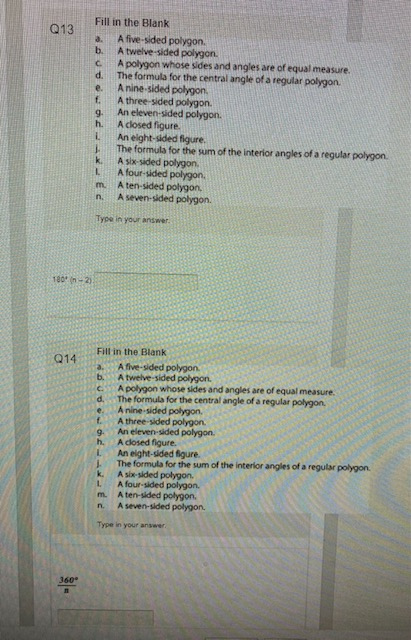 Q13
Fill in the Blank
a. A five-sided polygon.
b. A twelve-sided polygon.
c. A polygon whose sides and angles are of equal measure.
d. The formula for the central angle of a regular polygon.
e. A nine-sided polygon.
f. A three-sided polygon.
g. An eleven-sided polygon.
h. A closed figure.
i. An eight-sided figure.
j. The formula for the sum of the interior angles of a regular polygon.
k. A six-sided polygon.
l. A four-sided polygon.
m. A ten-sided polygon.
n. A seven-sided polygon.
Type in your answer.
180° (n – 2)
Q14
Fill in the Blank
a. A five-sided polygon.
b. A twelve-sided polygon.
c. A polygon whose sides and angles are of equal measure.
d. The formula for the central angle of a regular polygon.
e. A nine-sided polygon.
f. A three-sided polygon.
g. An eleven-sided polygon.
h. A closed figure.
i. An eight-sided figure.
j. The formula for the sum of the interior angles of a regular polygon.
k. A six-sided polygon.
l. A four-sided polygon.
m. A ten-sided polygon.
n. A seven-sided polygon.
Type in your answer.
360°
n